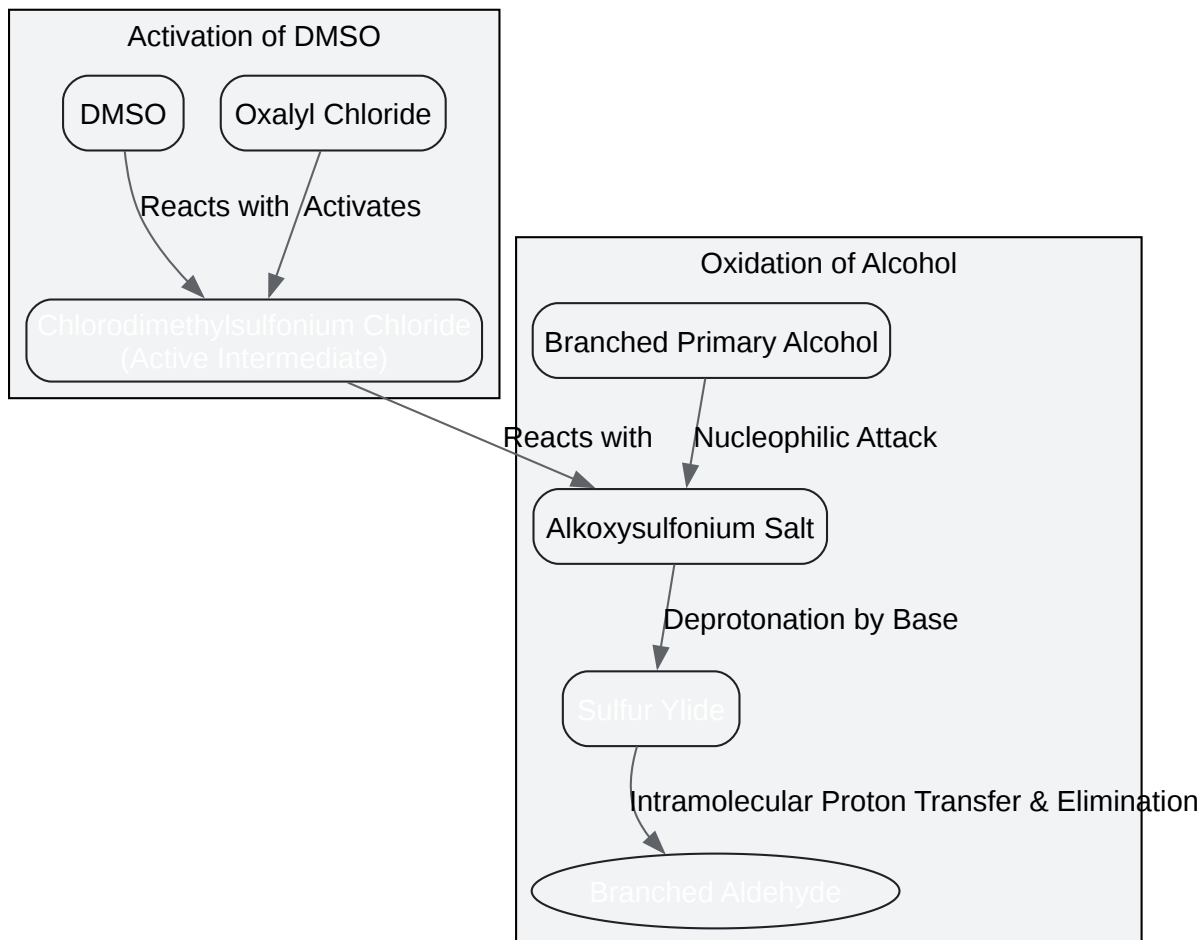 Activation of DMSO
DMSO
Oxalyl Chloride
Reacts with
Activates
Chlorodimethylsulfonium Chloride
(Active Intermediate)
Oxidation of Alcohol
Branched Primary Alcohol
Reacts with
Nucleophilic Attack
Alkoxysulfonium Salt
Deprotonation by Base
Sulfur Ylide
Intramolecular Proton Transfer & Elimination
Branched Aldehyde